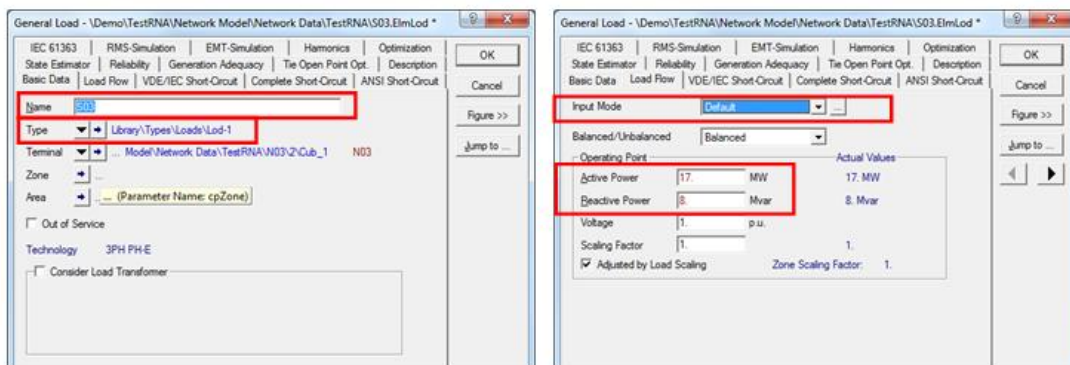 General Load - \Demo\TestRNA\Network Model\Network Data\TestRNA\S03.ElmLod *
IEC 61363 RMS-Simulation EMT-Simulation Harmonics Optimization
State Estimator Reliability Generation Adequacy Tie Open Point Opt. Description
Basic Data Load Flow VDE/IEC Short-Circuit Complete Short-Circuit ANSI Short-Circuit
Name S03
Type Library\Types\Loads\Lod-1
Terminal ... Model\Network Data\TestRNA\N03\2\Cub_1 N03
Zone ...
Area ... (Parameter Name: cpZone)
Out of Service
Technology 3PH PH-E
Consider Load Transformer
OK
Cancel
Figure >>
Jump to ...
General Load - \Demo\TestRNA\Network Model\Network Data\TestRNA\S03.ElmLod *
IEC 61363 RMS-Simulation EMT-Simulation Harmonics Optimization
State Estimator Reliability Generation Adequacy Tie Open Point Opt. Description
Basic Data Load Flow VDE/IEC Short-Circuit Complete Short-Circuit ANSI Short-Circuit
Input Mode Default ...
Balanced/Unbalanced Balanced
Operating Point Actual Values
Active Power 17. MW 17. MW
Reactive Power 8. Mvar 8. Mvar
Voltage 1. p.u.
Scaling Factor 1. 1.
Adjusted by Load Scaling Zone Scaling Factor: 1.
OK
Cancel
Figure >>
Jump to ...